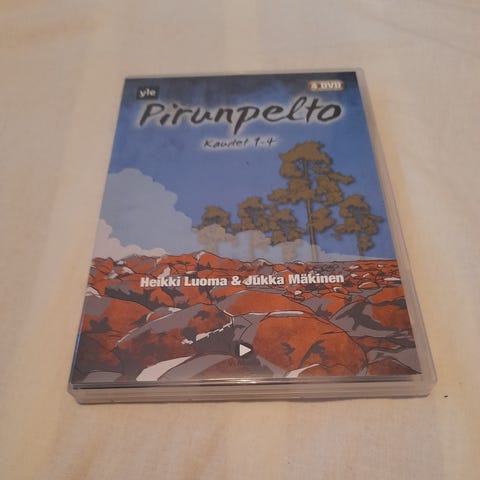 yle
8 DVD
Pirunpelto
Kaudet 1-4
Heikki Luoma & Jukka Mäkinen